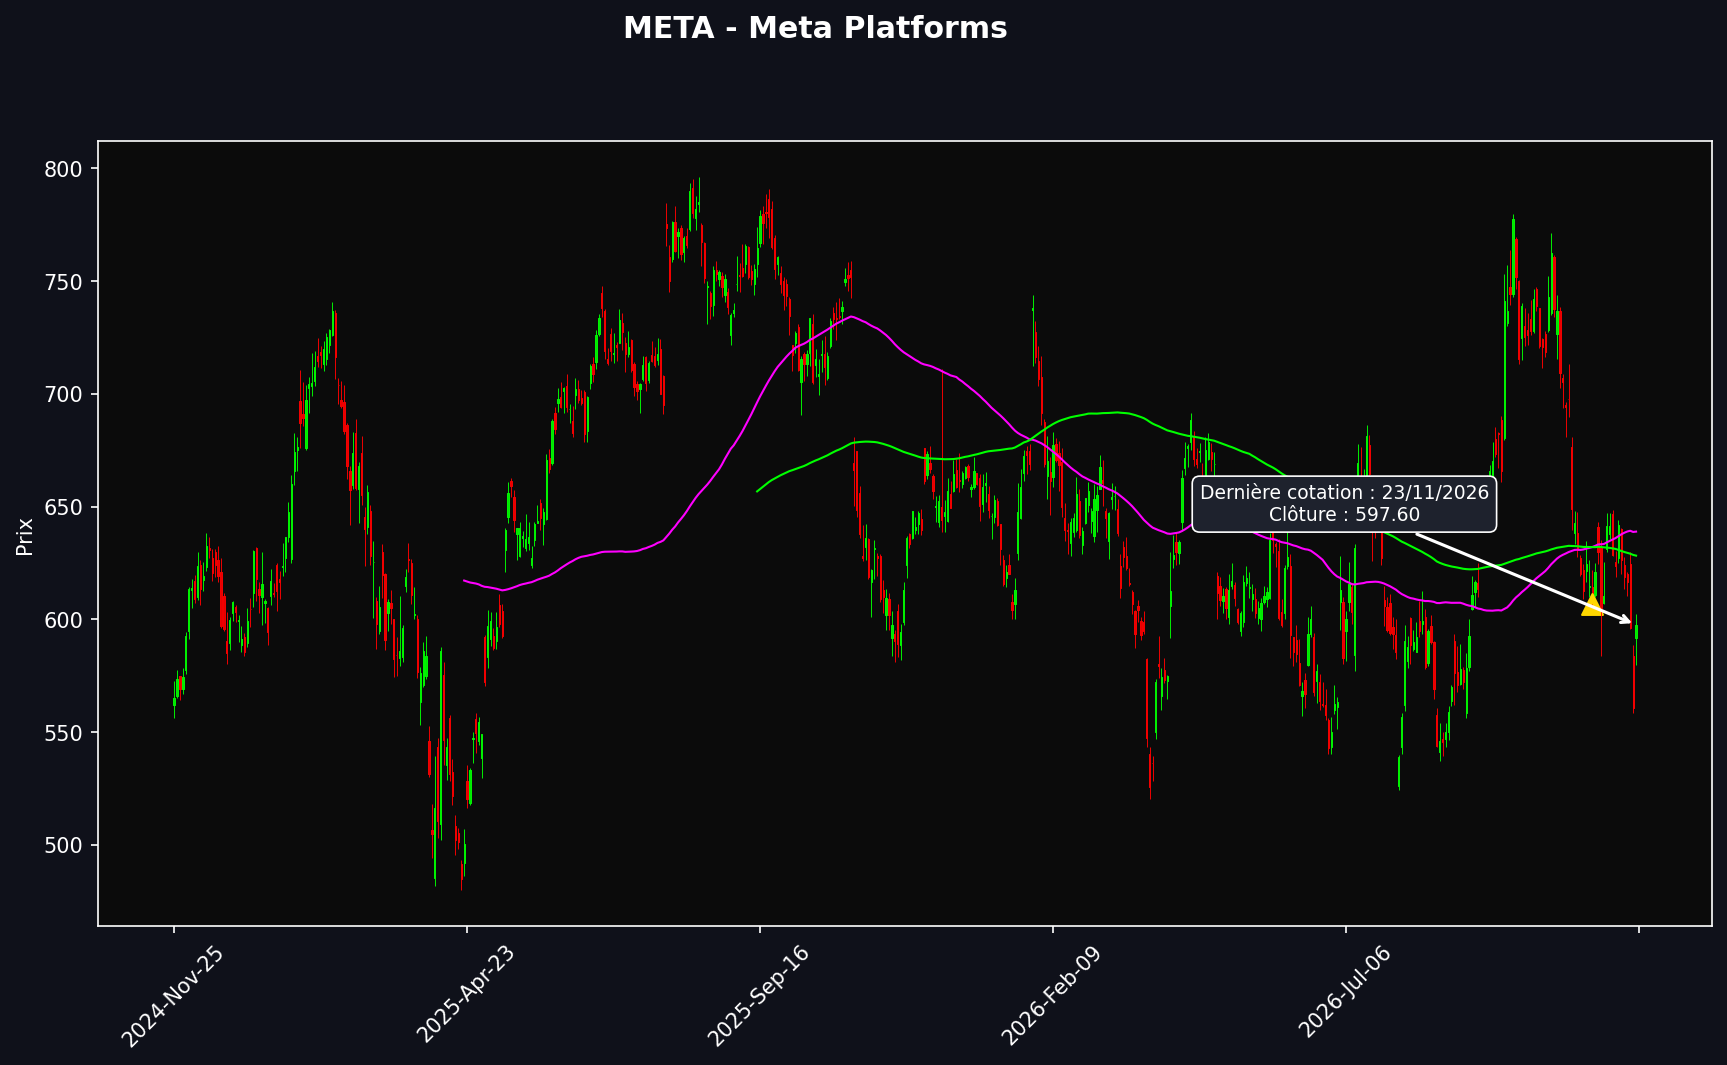 META - Meta Platforms
Prix
800
750
700
650
600
550
500
Dernière cotation : 23/11/2026
Clôture : 597.60
2024-Nov-25
2025-Apr-23
2025-Sep-16
2026-Feb-09
2026-Jul-06